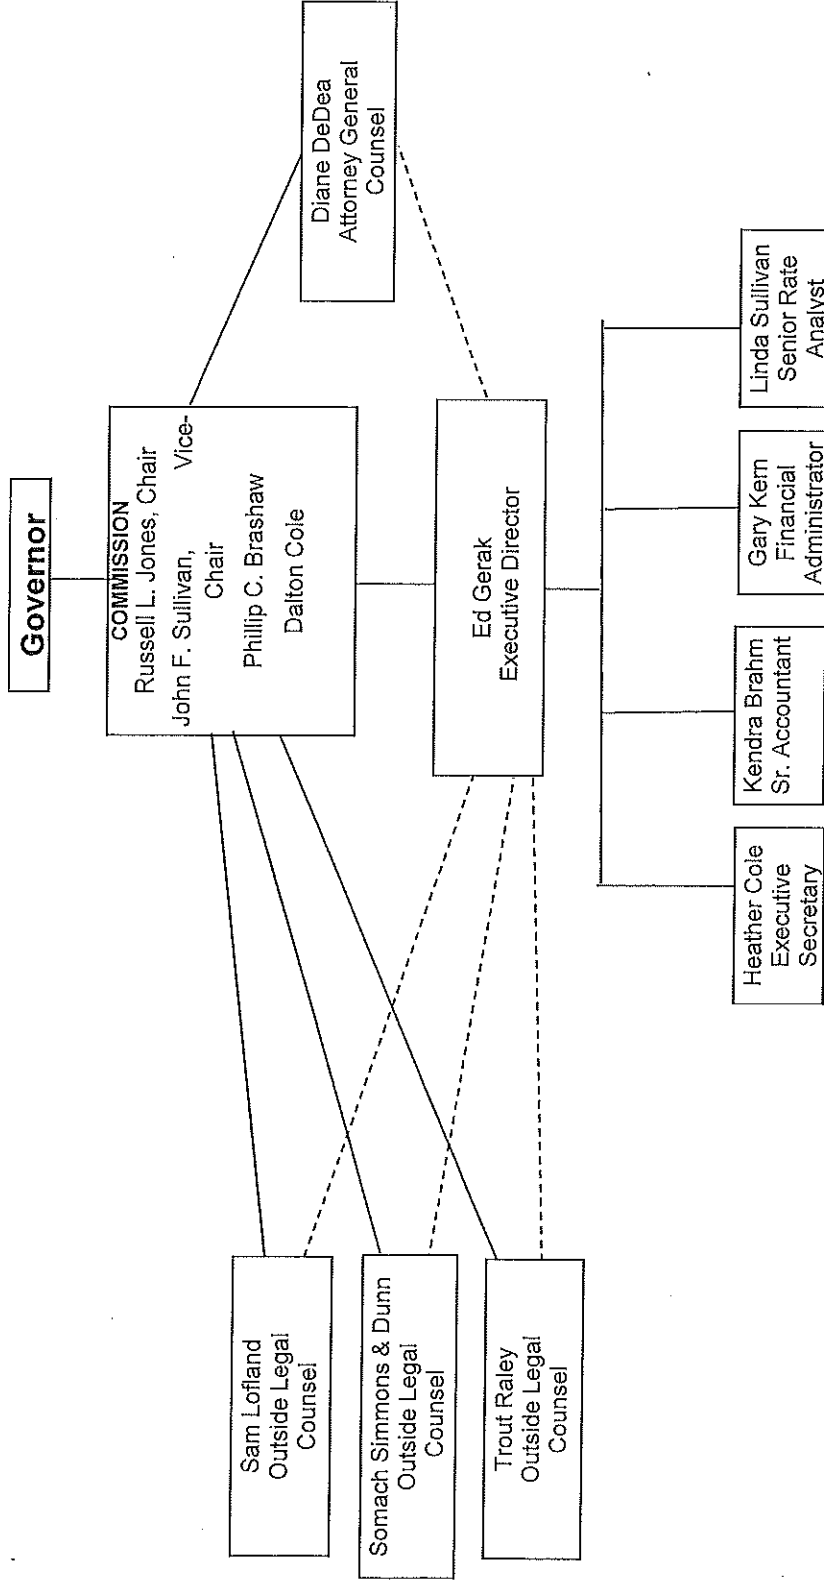 Governor
COMMISSION
Russell L. Jones, Chair
John F. Sullivan, Vice-
Chair
Phillip C. Brashaw
Dalton Cole
Diane DeDea
Attorney General
Counsel
Sam Lofland
Outside Legal
Counsel
Somach Simmons & Dunn
Outside Legal
Counsel
Trout Raley
Outside Legal
Counsel
Ed Gerak
Executive Director
Heather Cole
Executive
Secretary
Kendra Brahm
Sr. Accountant
Gary Kern
Financial
Administrator
Linda Sullivan
Senior Rate
Analyst